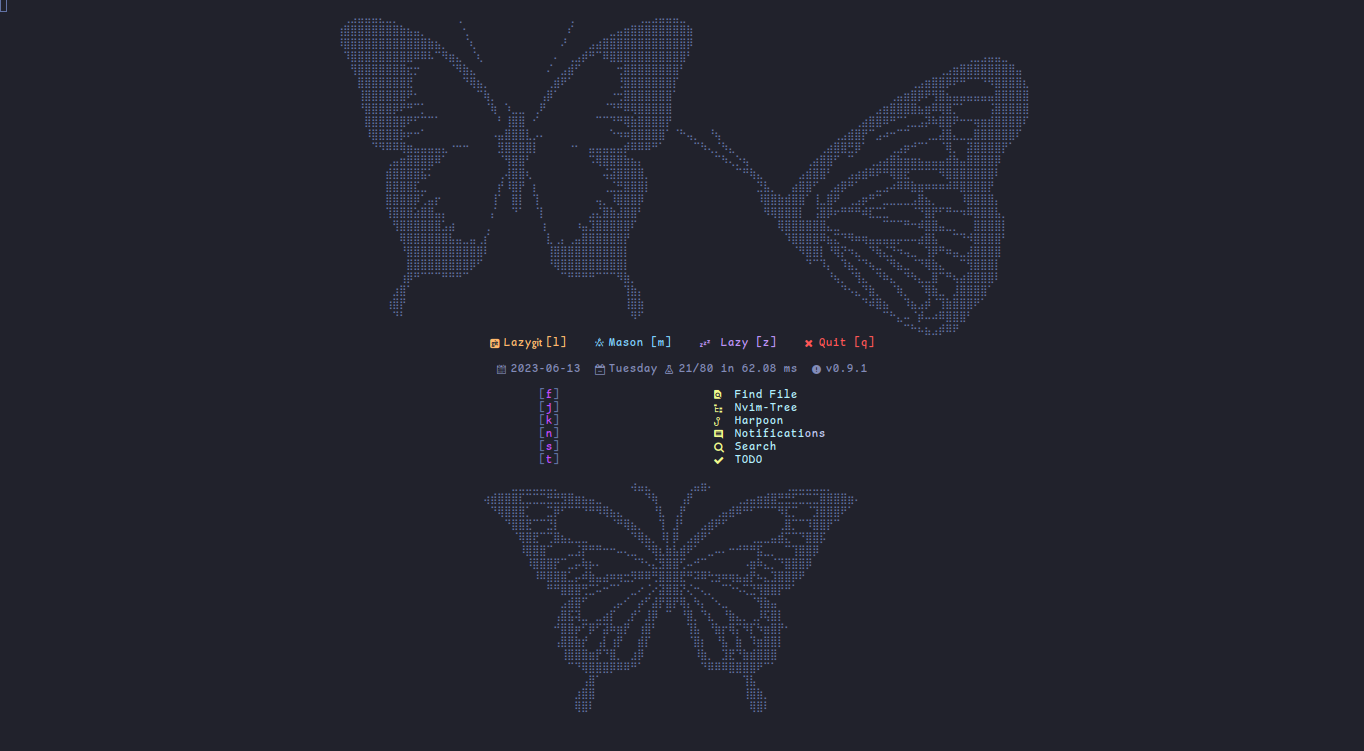 Lazygit [l] Mason [m] Lazy [z] Quit [q]
2023-06-13 Tuesday 21/80 in 62.08 ms v0.9.1
[f] Find File
[j] Nvim-Tree
[k] Harpoon
[n] Notifications
[s] Search
[t] TODO